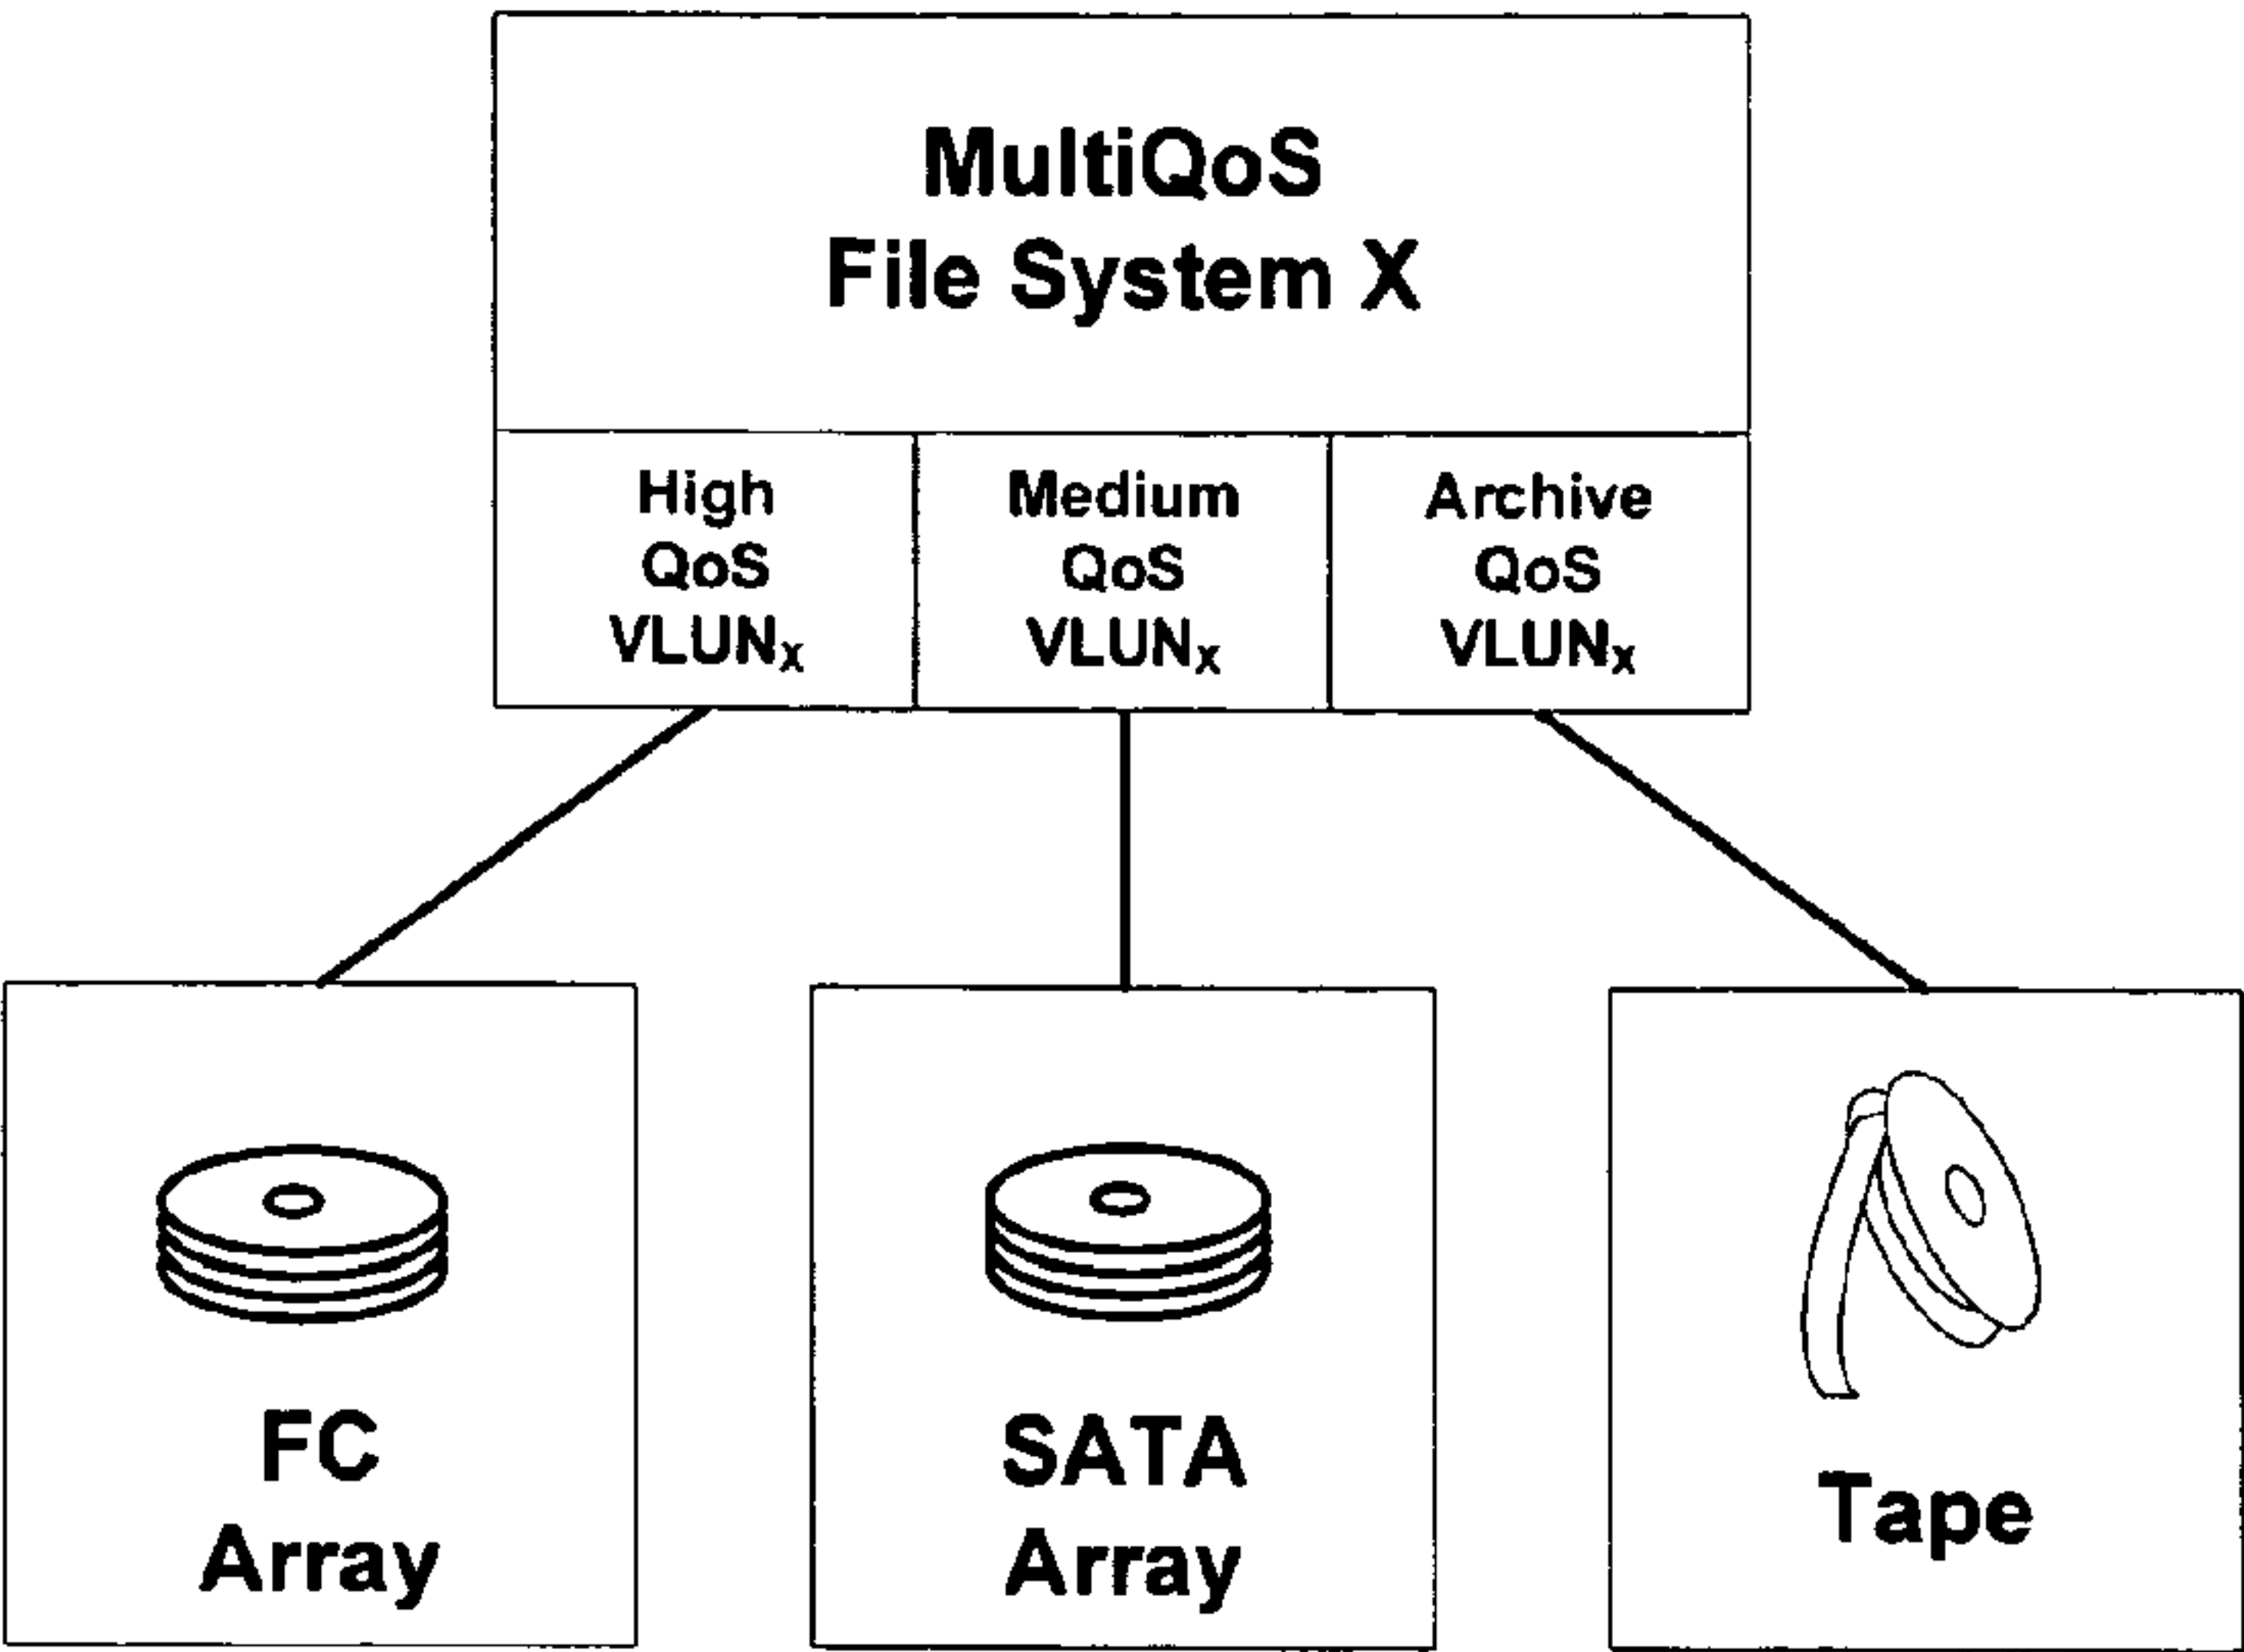 MultiQoS
File System X
High
QoS
VLUNX
Medium
QoS
VLUNX
Archive
QoS
VLUNX
FC
Array
SATA
Array
Tape